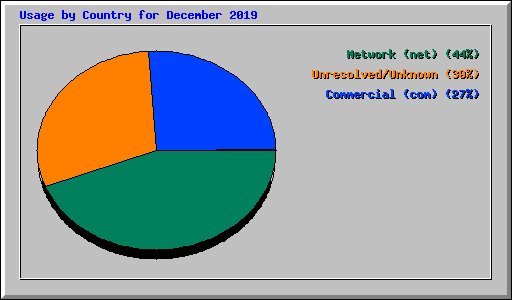 Usage by Country for December 2019
Network (net) (44%)
Unresolved/Unknown (30%)
Commercial (com) (27%)